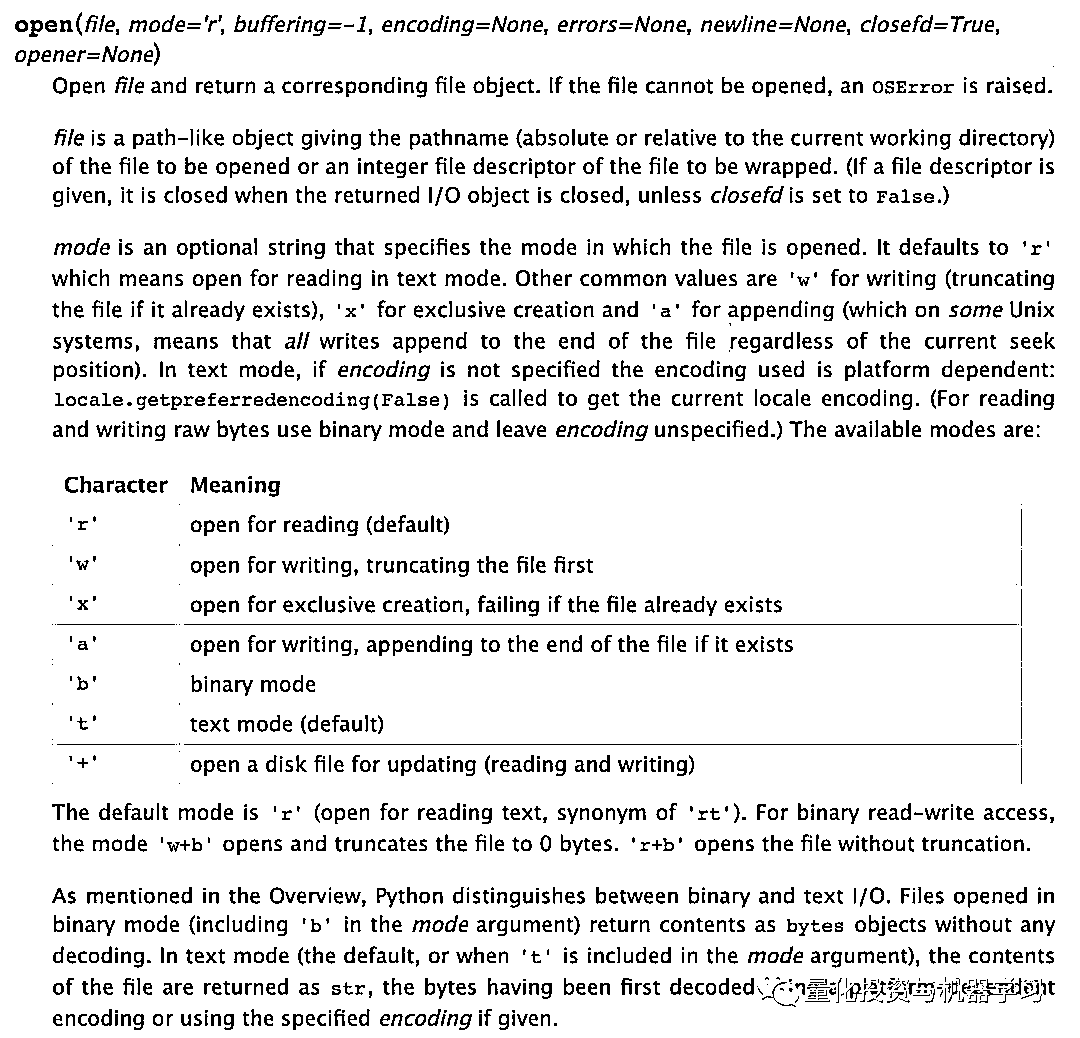 open(file, mode='r', buffering=-1, encoding=None, errors=None, newline=None, closefd=True,
opener=None)
Open file and return a corresponding file object. If the file cannot be opened, an OSError is raised.
file is a path-like object giving the pathname (absolute or relative to the current working directory)
of the file to be opened or an integer file descriptor of the file to be wrapped. (If a file descriptor is
given, it is closed when the returned I/O object is closed, unless closefd is set to False.)
mode is an optional string that specifies the mode in which the file is opened. It defaults to 'r'
which means open for reading in text mode. Other common values are 'w' for writing (truncating
the file if it already exists), 'x' for exclusive creation and 'a' for appending (which on some Unix
systems, means that all writes append to the end of the file regardless of the current seek
position). In text mode, if encoding is not specified the encoding used is platform dependent:
locale.getpreferredencoding(False) is called to get the current locale encoding. (For reading
and writing raw bytes use binary mode and leave encoding unspecified.) The available modes are:
Character Meaning
'r' open for reading (default)
'w' open for writing, truncating the file first
'x' open for exclusive creation, failing if the file already exists
'a' open for writing, appending to the end of the file if it exists
'b' binary mode
't' text mode (default)
'+' open a disk file for updating (reading and writing)
The default mode is 'r' (open for reading text, synonym of 'rt'). For binary read-write access,
the mode 'w+b' opens and truncates the file to 0 bytes. 'r+b' opens the file without truncation.
As mentioned in the Overview, Python distinguishes between binary and text I/O. Files opened in
binary mode (including 'b' in the mode argument) return contents as bytes objects without any
decoding. In text mode (the default, or when 't' is included in the mode argument), the contents
of the file are returned as str, the bytes having been first decoded 量化投资与机器学习
encoding or using the specified encoding if given.